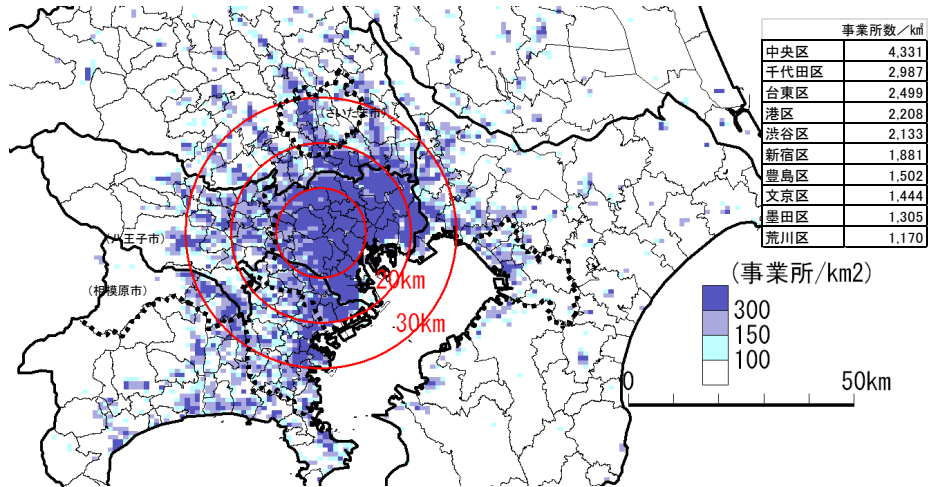 事業所数／㎢
中央区 4,331
千代田区 2,987
台東区 2,499
港区 2,208
渋谷区 2,133
新宿区 1,881
豊島区 1,502
文京区 1,444
墨田区 1,305
荒川区 1,170
(さいたま市)
(八王子市)
(相模原市)
20km
30km
(事業所/km2)
300
150
100
0 50km